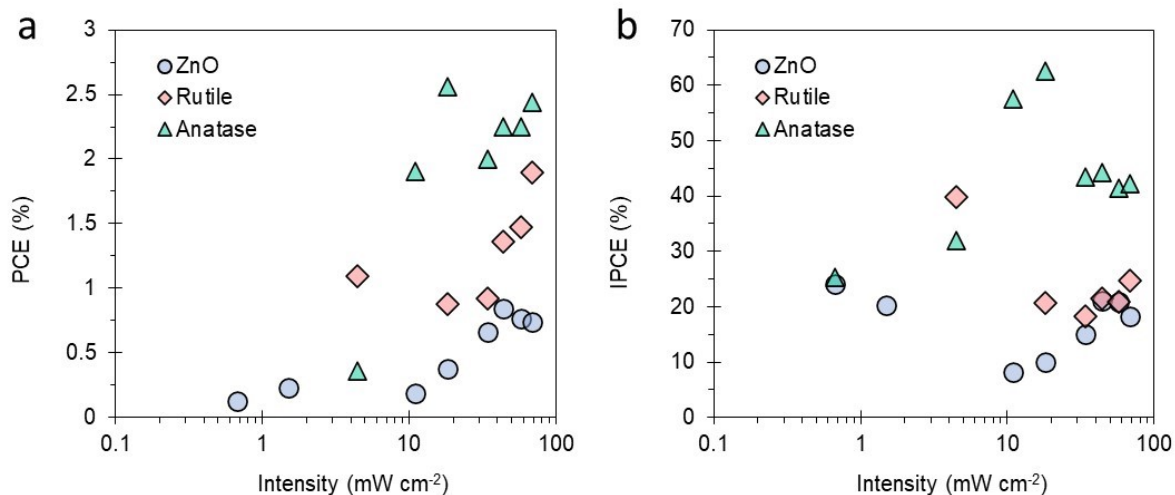 a
3
2.5
2
1.5
1
0.5
0
PCE (%)
ZnO
Rutile
Anatase
0.1
1
10
100
Intensity (mW cm⁻²)
b
70
60
50
40
30
20
10
0
IPCE (%)
ZnO
Rutile
Anatase
0.1
1
10
100
Intensity (mW cm⁻²)